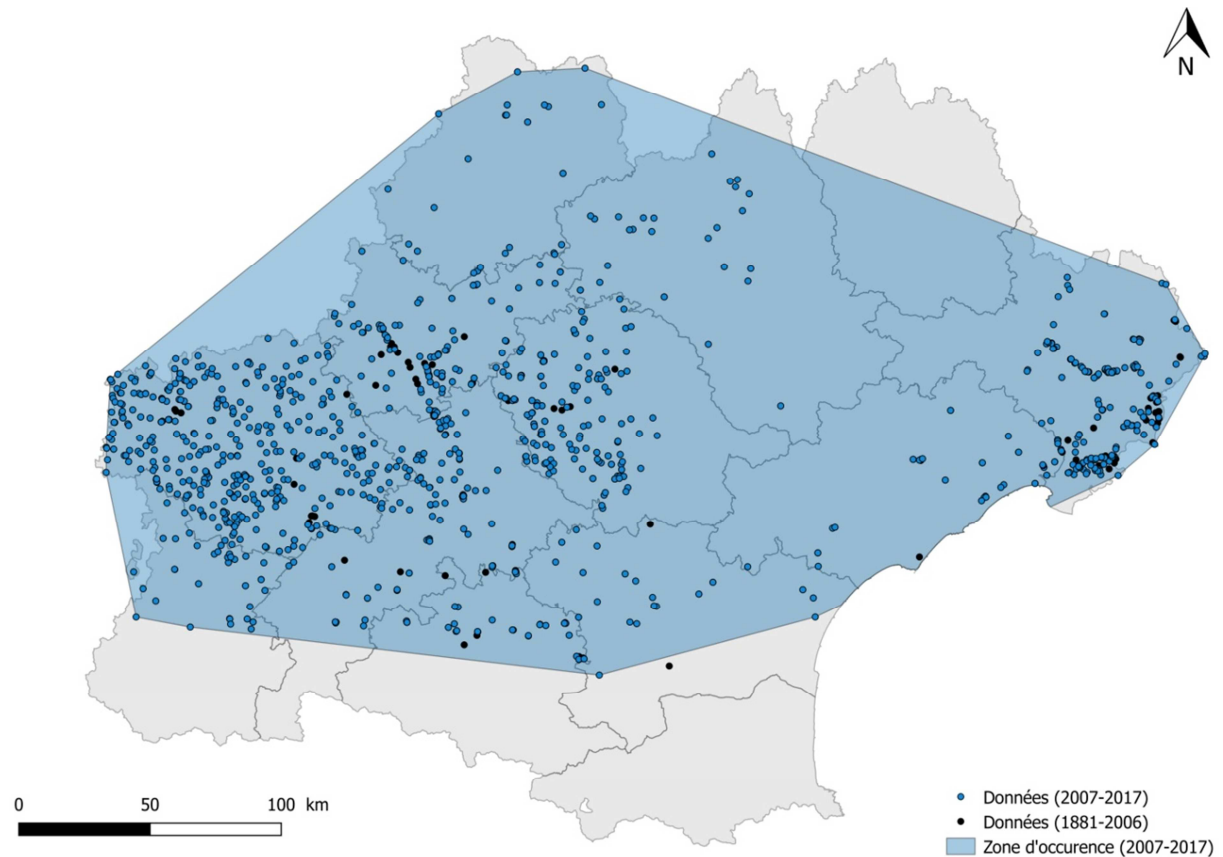 N
0 50 100 km
Données (2007-2017)
Données (1881-2006)
Zone d'occurence (2007-2017)